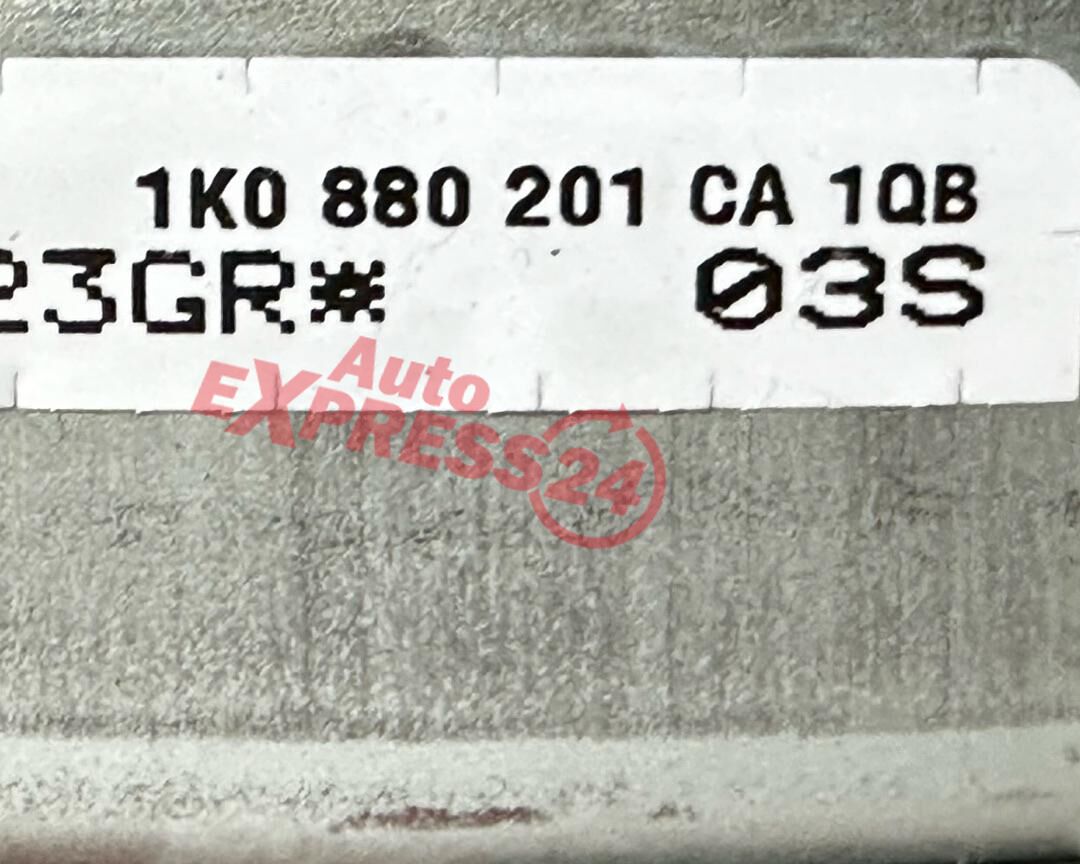 1K0 880 201 CA 1QB
23GR* 03S
Auto
EXPRESS24